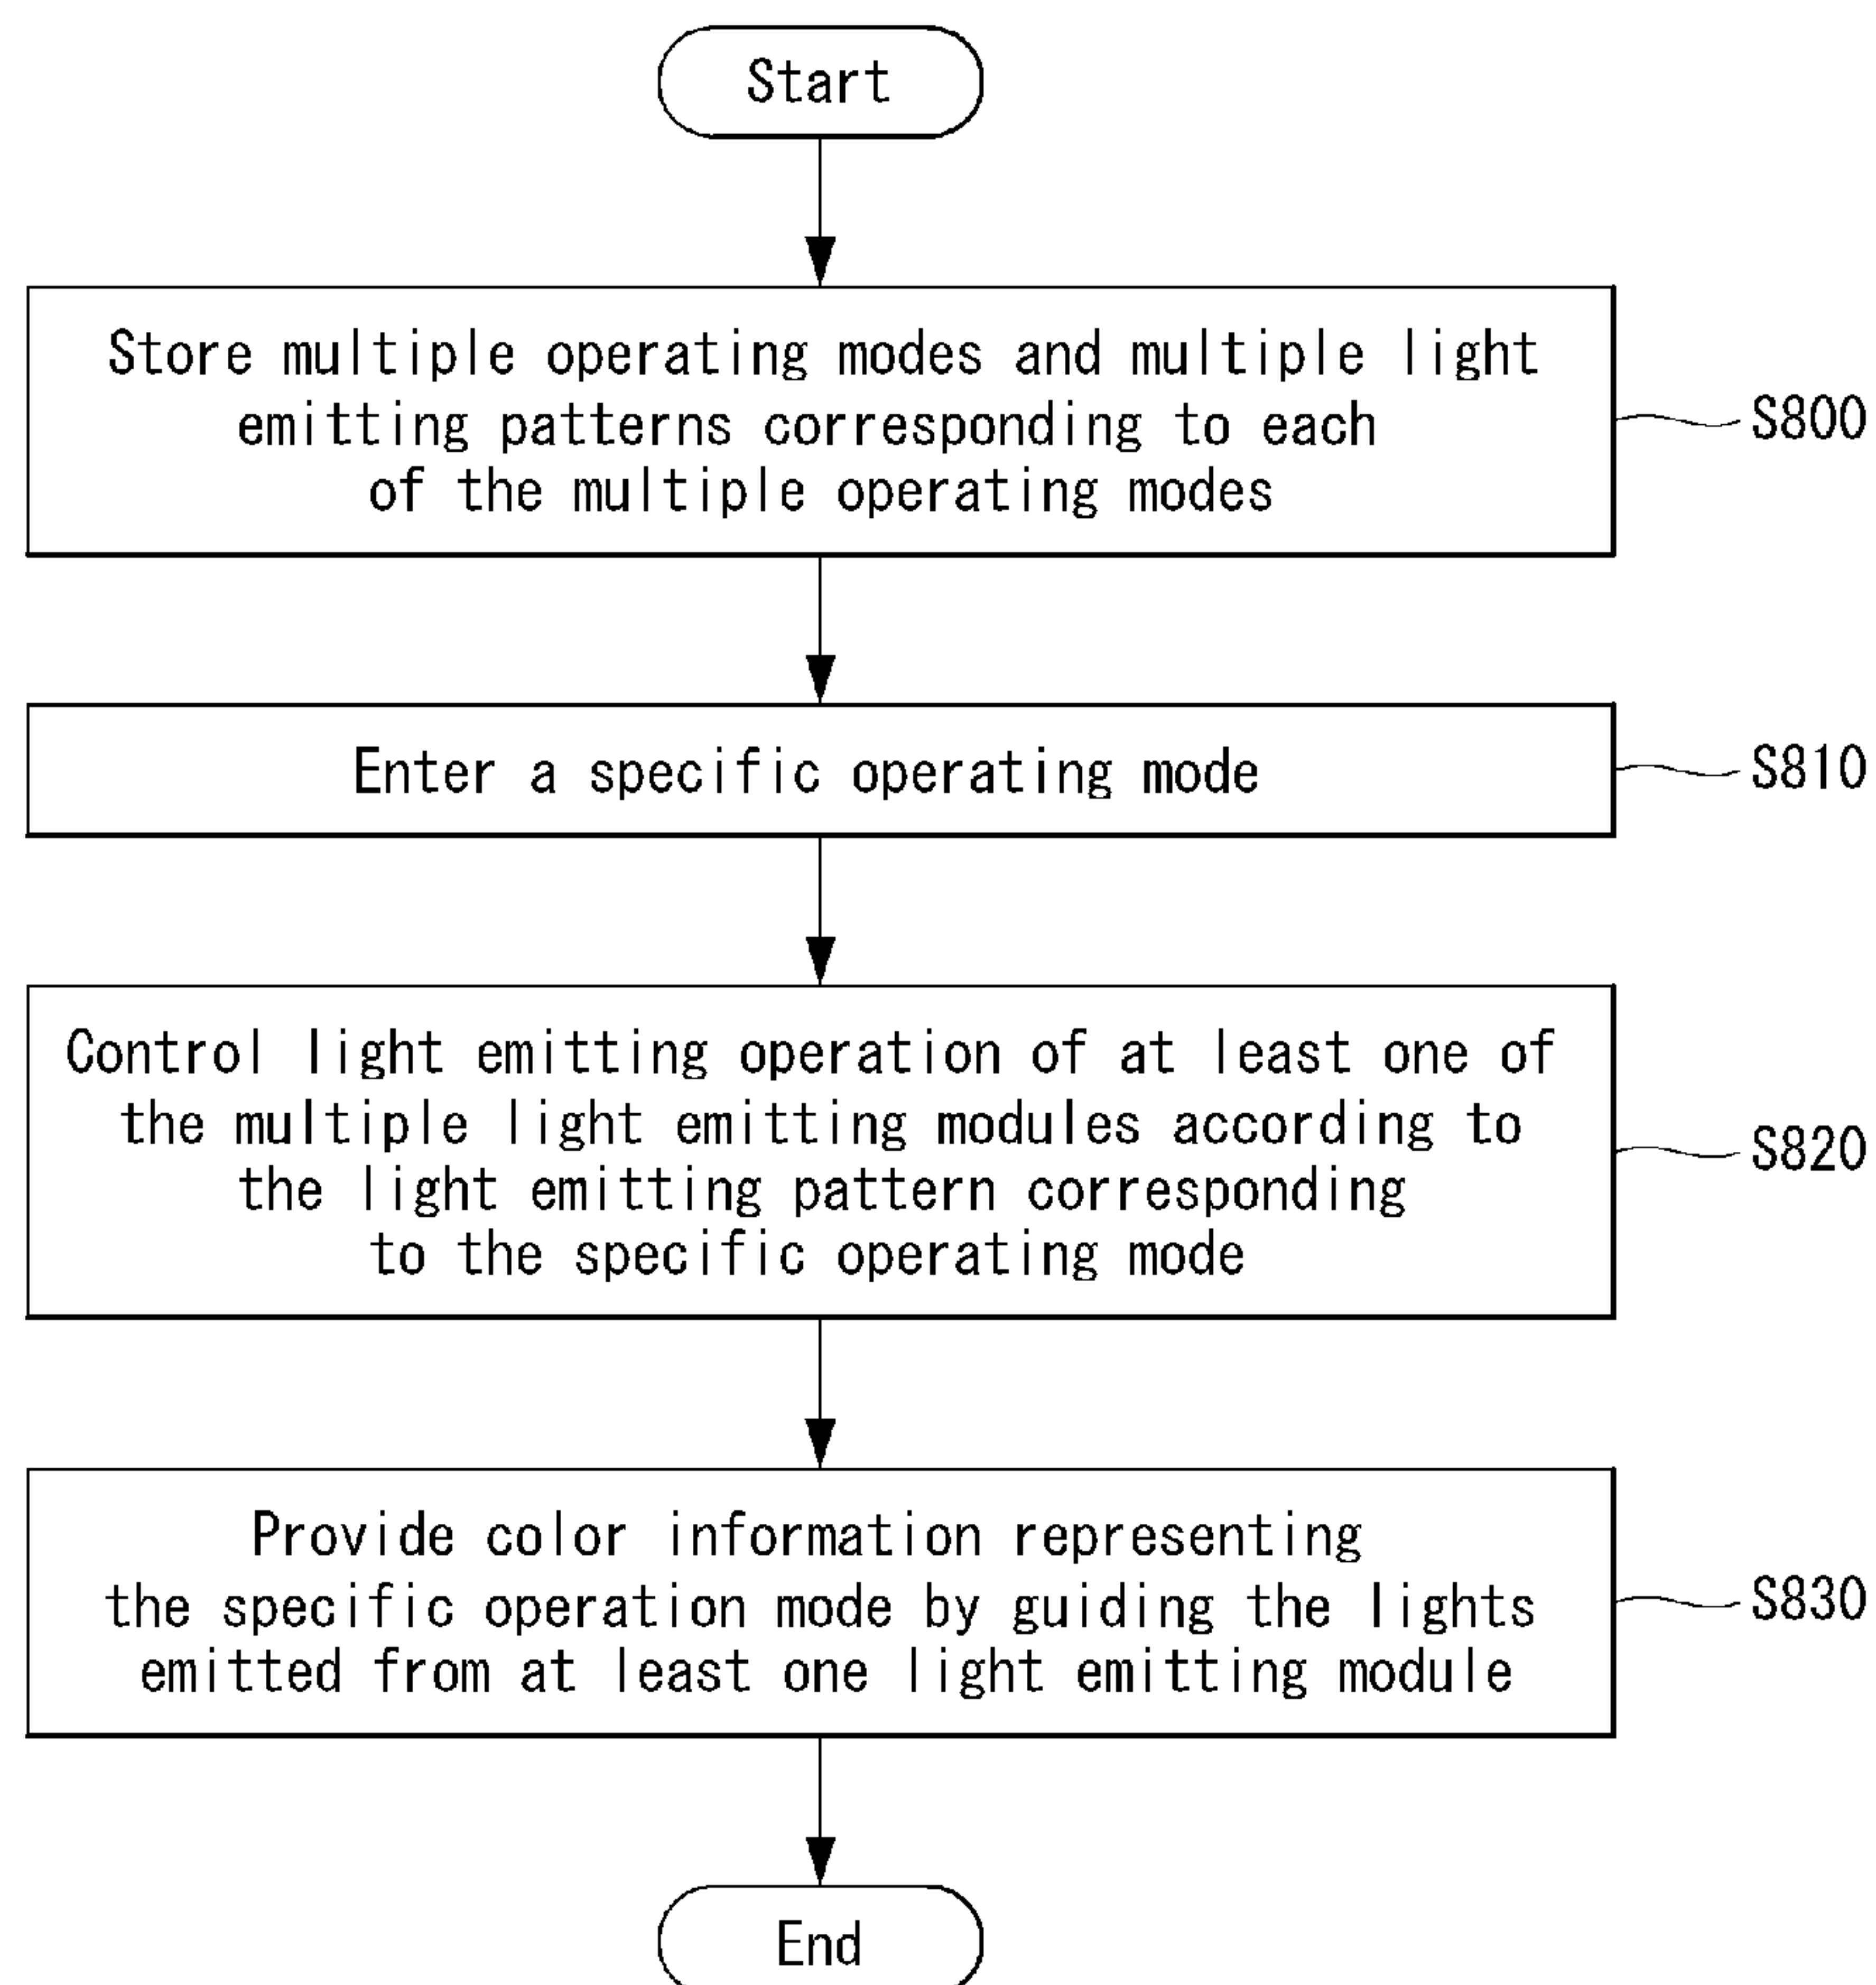 Start
Store multiple operating modes and multiple light
emitting patterns corresponding to each
of the multiple operating modes
S800
Enter a specific operating mode
S810
Control light emitting operation of at least one of
the multiple light emitting modules according to
the light emitting pattern corresponding
to the specific operating mode
S820
Provide color information representing
the specific operation mode by guiding the lights
emitted from at least one light emitting module
S830
End